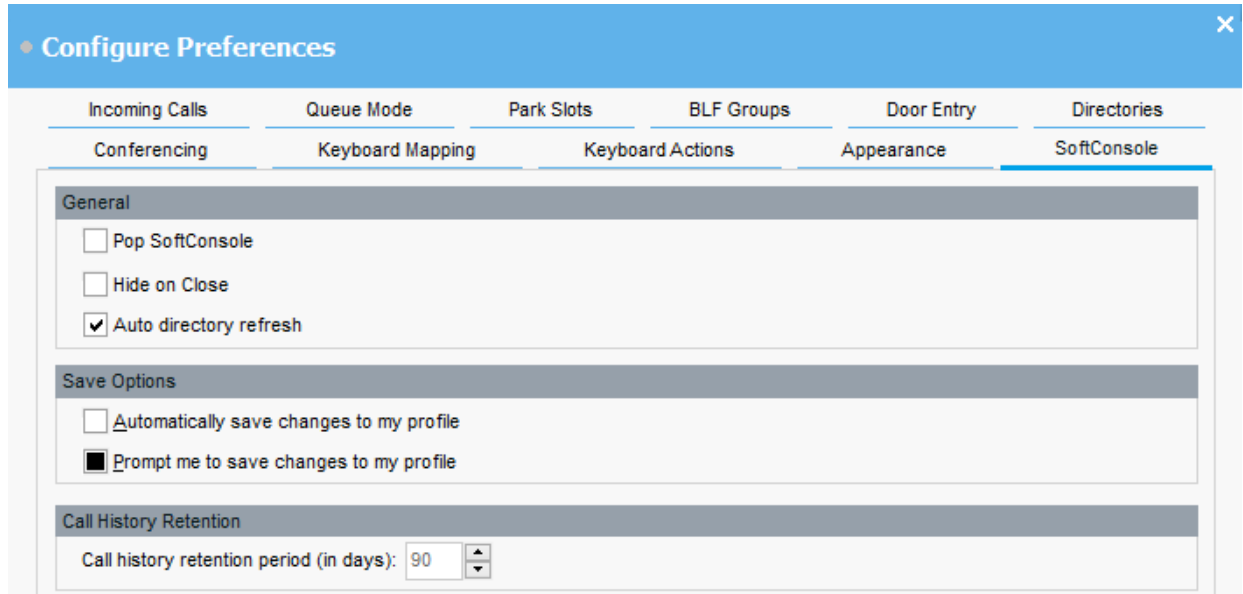 Configure Preferences
Incoming Calls Queue Mode Park Slots BLF Groups Door Entry Directories
Conferencing Keyboard Mapping Keyboard Actions Appearance SoftConsole
General
Pop SoftConsole
Hide on Close
Auto directory refresh
Save Options
Automatically save changes to my profile
Prompt me to save changes to my profile
Call History Retention
Call history retention period (in days): 90